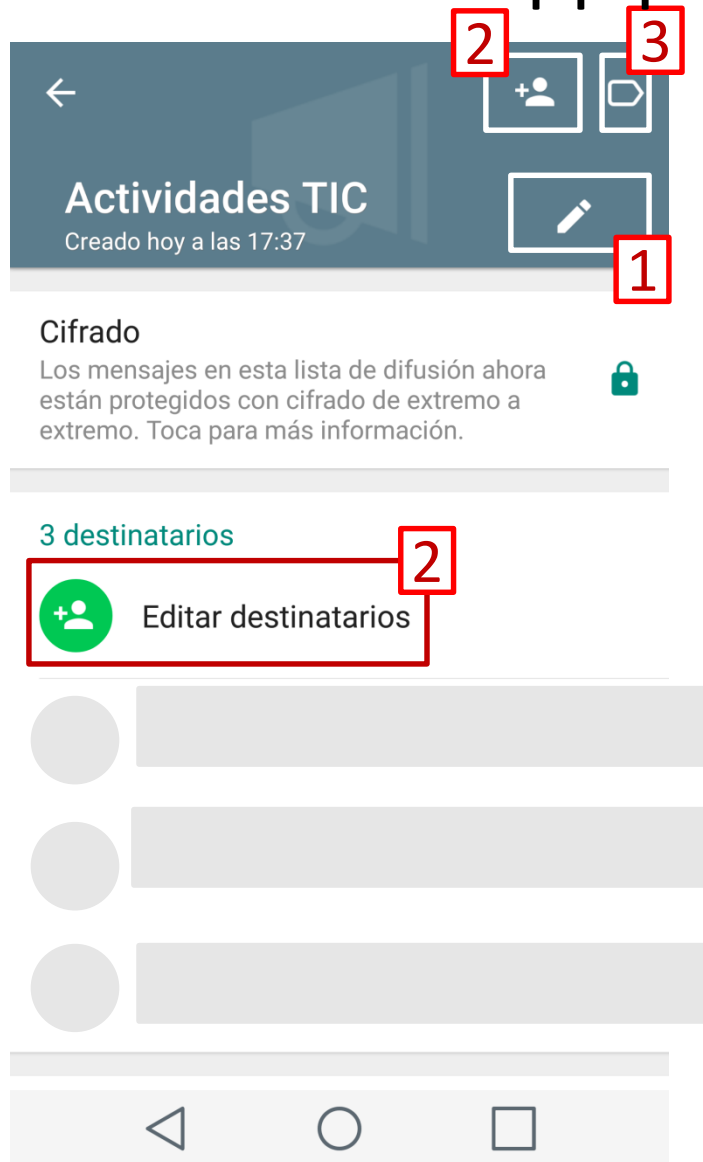 2
3
Actividades TIC
Creado hoy a las 17:37
1
Cifrado
Los mensajes en esta lista de difusión ahora
están protegidos con cifrado de extremo a
extremo. Toca para más información.
3 destinatarios
2
Editar destinatarios